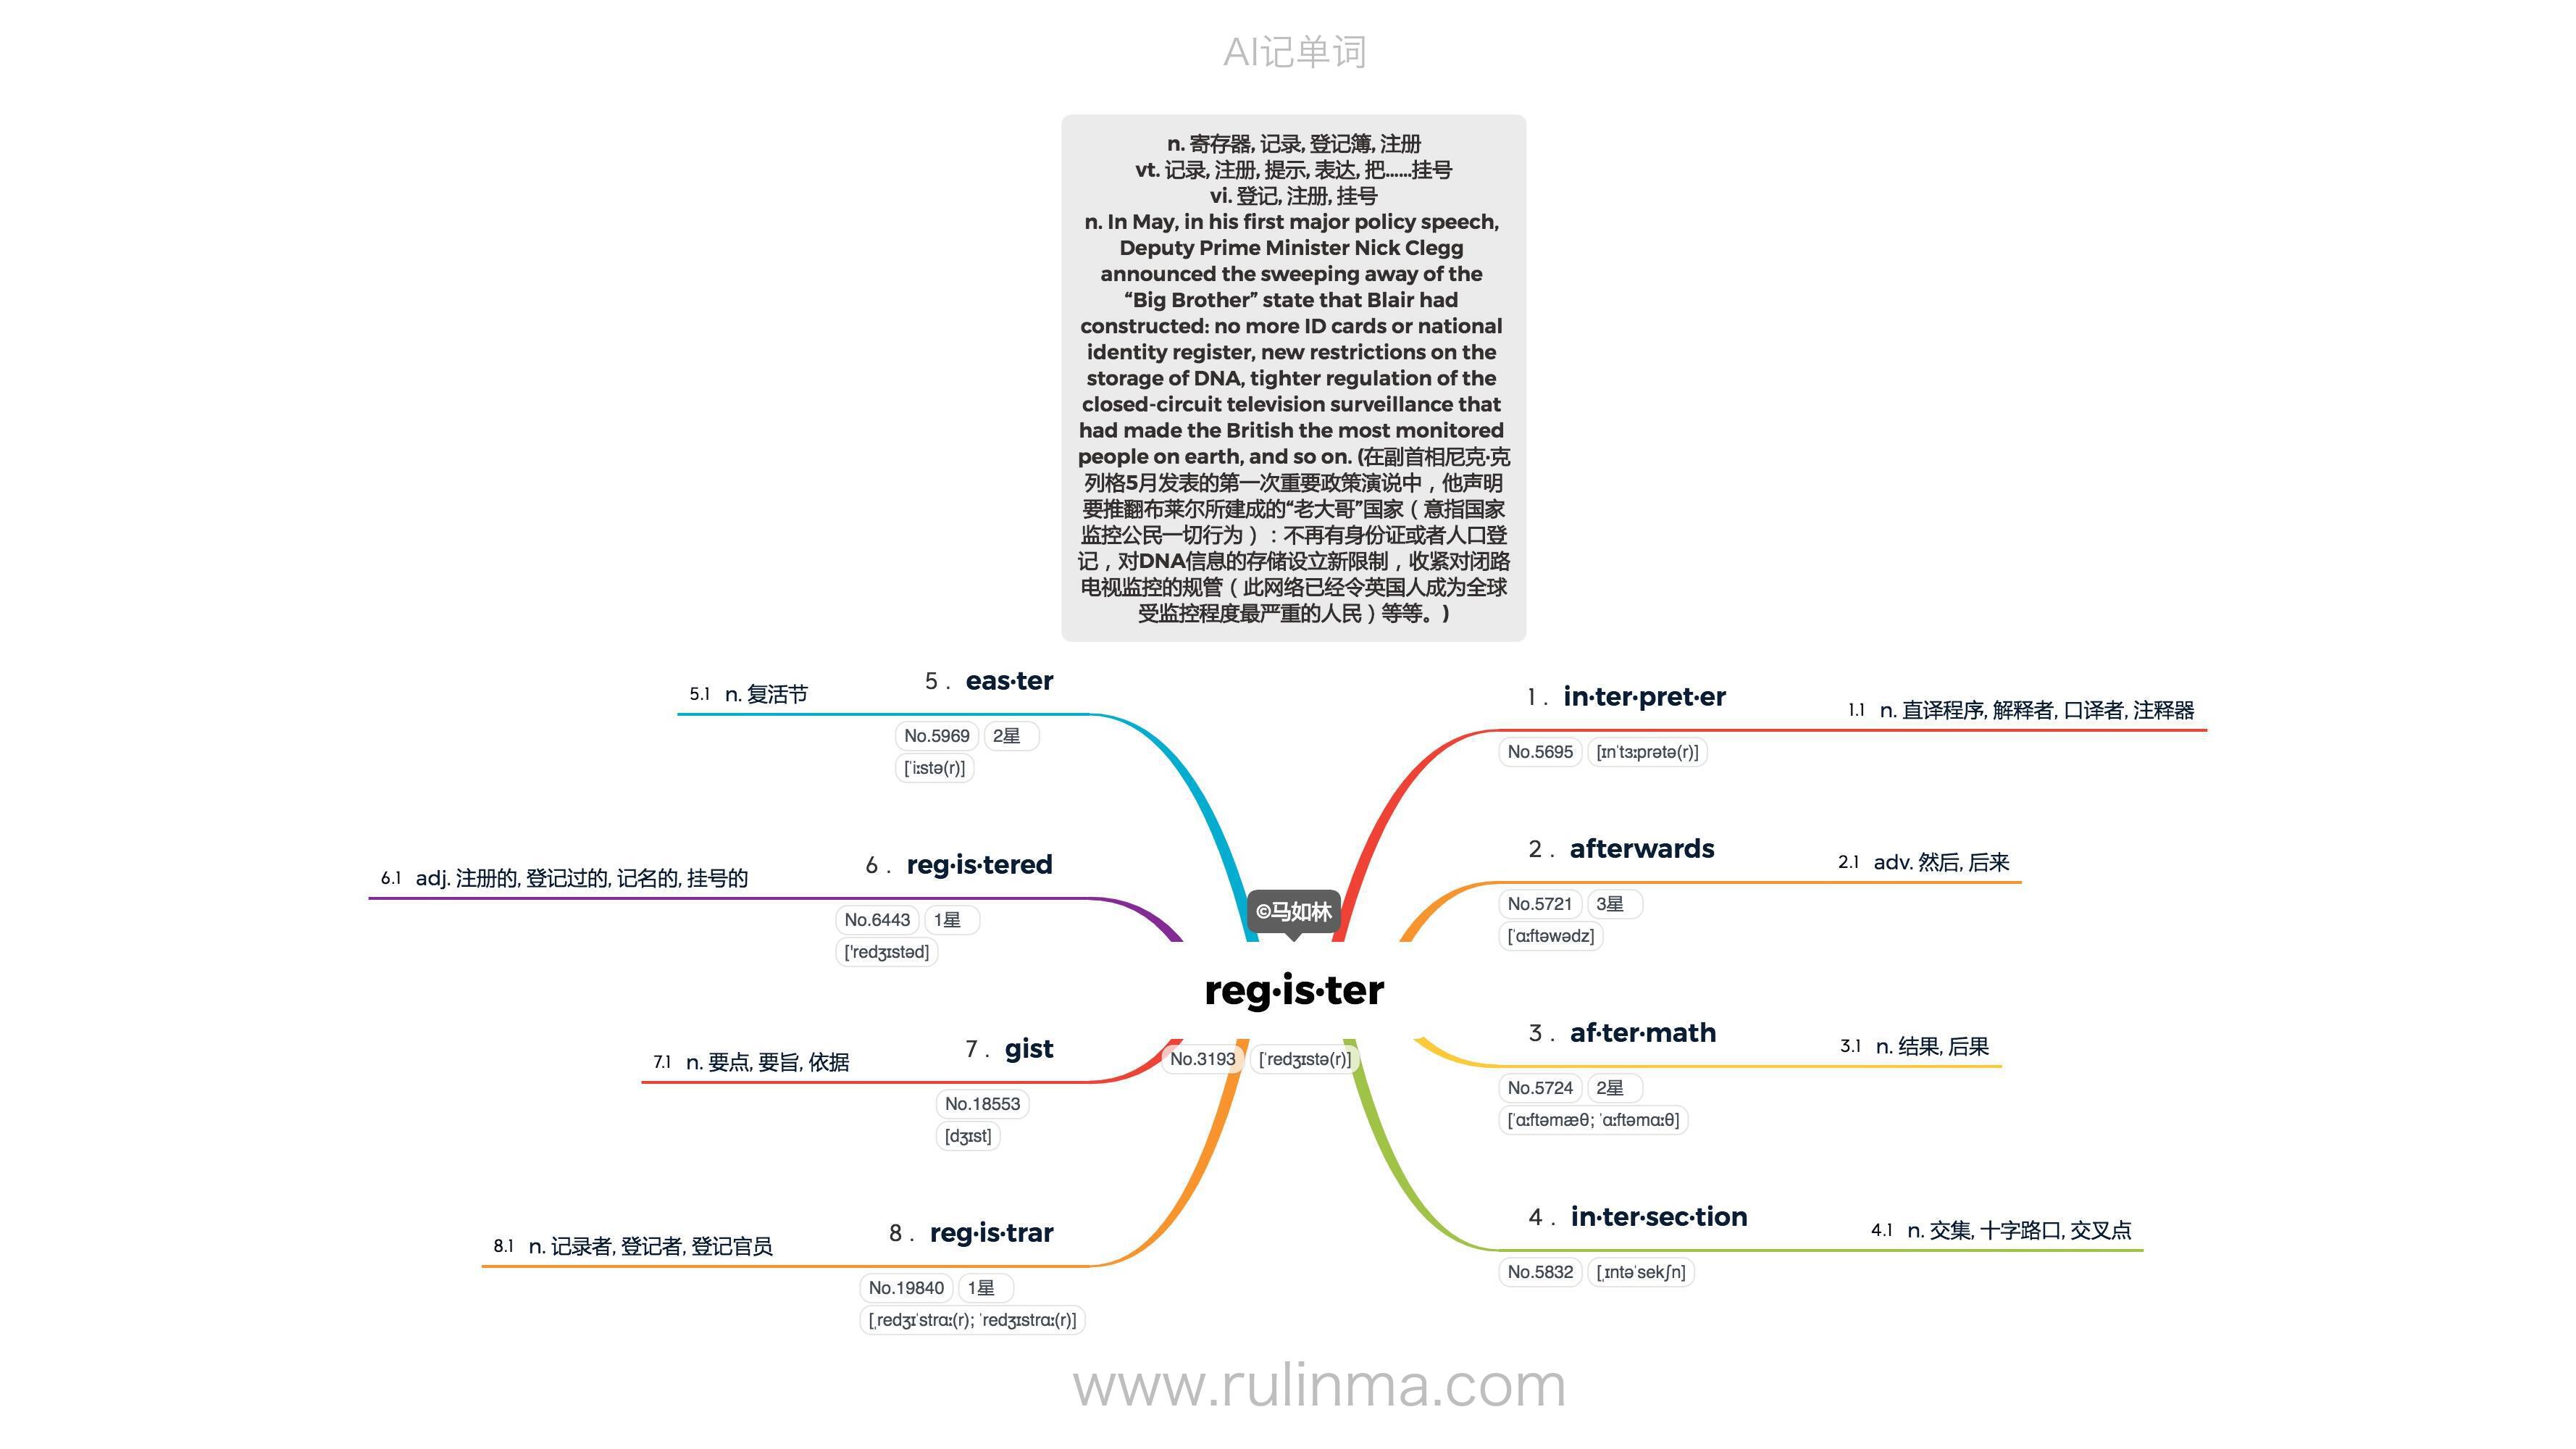 AI记单词
n. 寄存器, 记录, 登记簿, 注册
vt. 记录, 注册, 提示, 表达, 把……挂号
vi. 登记, 注册, 挂号
n. In May, in his first major policy speech,
Deputy Prime Minister Nick Clegg
announced the sweeping away of the
“Big Brother” state that Blair had
constructed: no more ID cards or national
identity register, new restrictions on the
storage of DNA, tighter regulation of the
closed-circuit television surveillance that
had made the British the most monitored
people on earth, and so on. (在副首相尼克·克
列格5月发表的第一次重要政策演说中，他声明
要推翻布莱尔所建成的“老大哥”国家（意指国家
监控公民一切行为）：不再有身份证或者人口登
记，对DNA信息的存储设立新限制，收紧对闭路
电视监控的规管（此网络已经令英国人成为全球
受监控程度最严重的人民）等等。)
5 . eas·ter
5.1 n. 复活节
No.5969 2星
[ˈiːstə(r)]
6 . reg·is·tered
6.1 adj. 注册的, 登记过的, 记名的, 挂号的
No.6443 1星
['redʒɪstəd]
7 . gist
7.1 n. 要点, 要旨, 依据
No.18553
[dʒɪst]
8 . reg·is·trar
8.1 n. 记录者, 登记者, 登记官员
No.19840 1星
[ˌredʒɪˈstrɑː(r); ˈredʒɪstrɑː(r)]
©马如林
reg·is·ter
No.3193 [ˈredʒɪstə(r)]
1 . in·ter·pret·er
1.1 n. 直译程序, 解释者, 口译者, 注释器
No.5695 [ɪnˈtɜːprətə(r)]
2 . afterwards
2.1 adv. 然后, 后来
No.5721 3星
[ˈɑːftəwədz]
3 . af·ter·math
3.1 n. 结果, 后果
No.5724 2星
[ˈɑːftəmæθ; ˈɑːftəmɑːθ]
4 . in·ter·sec·tion
4.1 n. 交集, 十字路口, 交叉点
No.5832 [ˌɪntəˈsekʃn]
www.rulinma.com